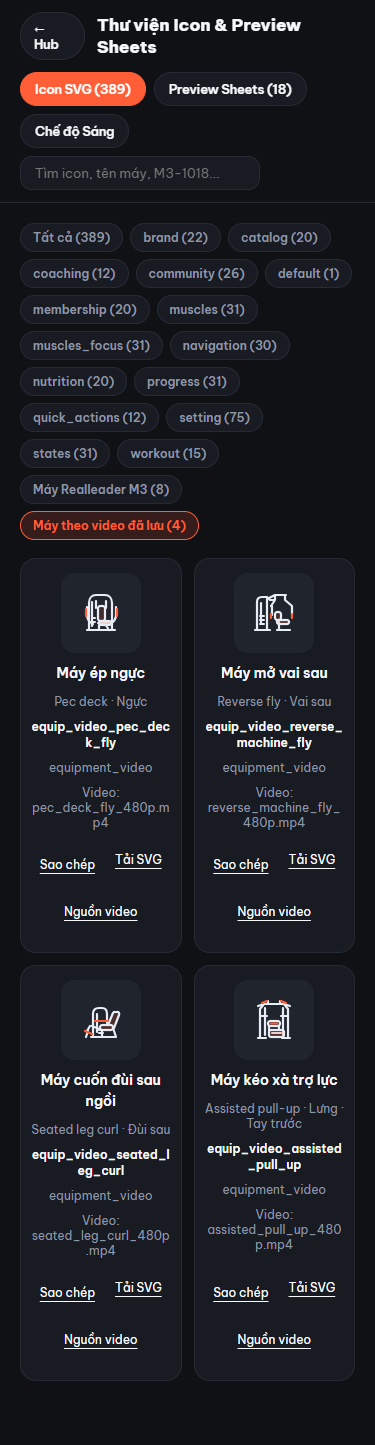 ←
Hub
Thư viện Icon & Preview
Sheets
Icon SVG (389)
Preview Sheets (18)
Chế độ Sáng
Tìm icon, tên máy, M3-1018...
Tất cả (389)
brand (22)
catalog (20)
coaching (12)
community (26)
default (1)
membership (20)
muscles (31)
muscles_focus (31)
navigation (30)
nutrition (20)
progress (31)
quick_actions (12)
setting (75)
states (31)
workout (15)
Máy Realleader M3 (8)
Máy theo video đã lưu (4)
Máy ép ngực
Pec deck · Ngực
equip_video_pec_dec
k_fly
equipment_video
Video:
pec_deck_fly_480p.m
p4
Sao chép
Tải SVG
Nguồn video
Máy mở vai sau
Reverse fly · Vai sau
equip_video_reverse_
machine_fly
equipment_video
Video:
reverse_machine_fly_
480p.mp4
Sao chép
Tải SVG
Nguồn video
Máy cuốn đùi sau
ngồi
Seated leg curl · Đùi sau
equip_video_seated_l
eg_curl
equipment_video
Video:
seated_leg_curl_480p
.mp4
Sao chép
Tải SVG
Nguồn video
Máy kéo xà trợ lực
Assisted pull-up · Lưng ·
Tay trước
equip_video_assisted
_pull_up
equipment_video
Video:
assisted_pull_up_480
p.mp4
Sao chép
Tải SVG
Nguồn video